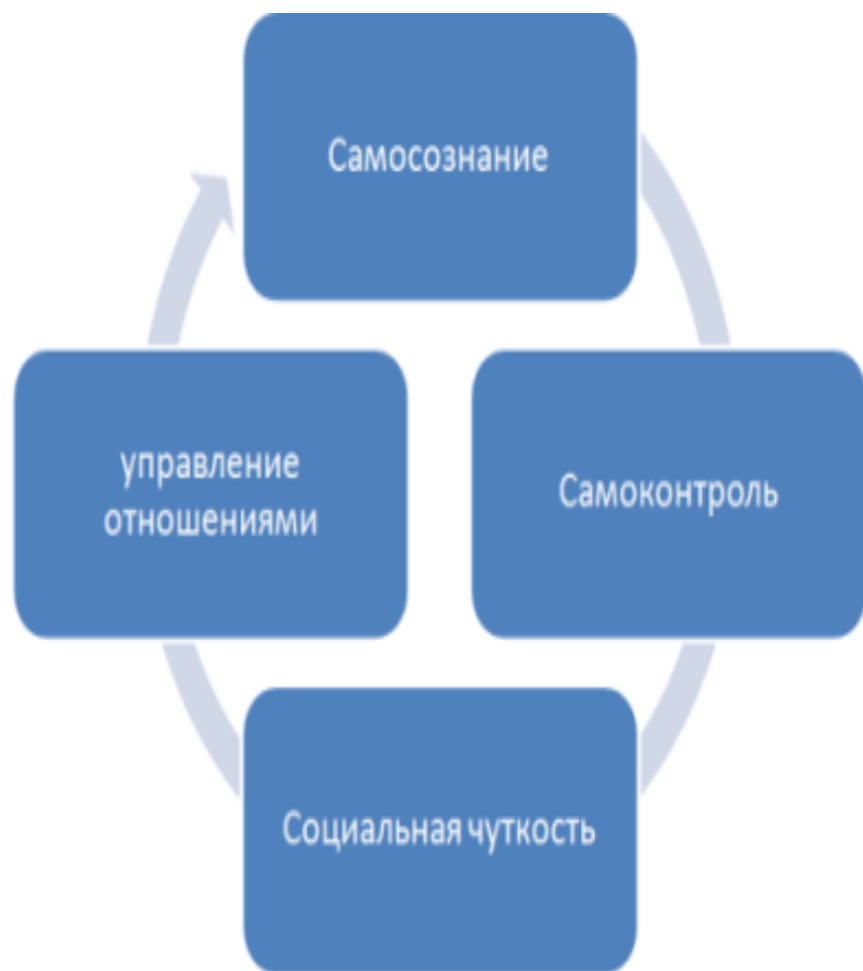 Самосознание
Самоконтроль
Социальная чуткость
управление
отношениями